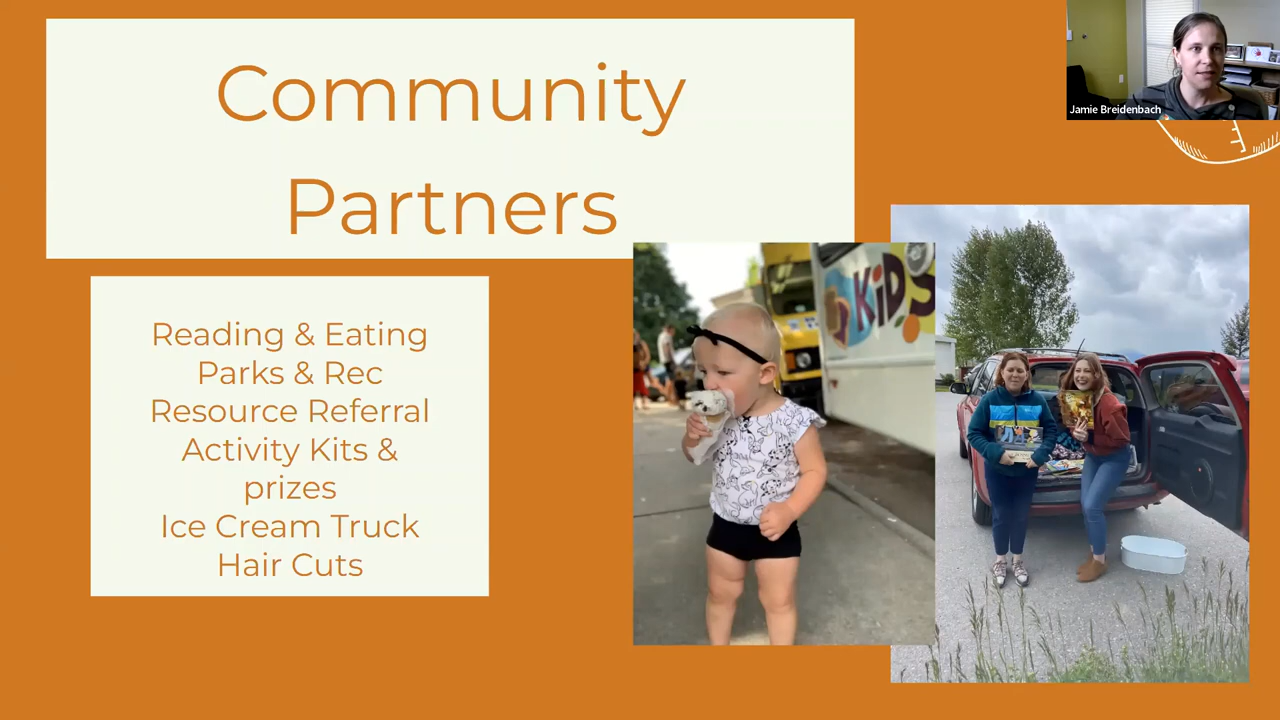 Community
Partners
Jamie Breidenbach
Reading & Eating
Parks & Rec
Resource Referral
Activity Kits &
prizes
Ice Cream Truck
Hair Cuts
KiDS